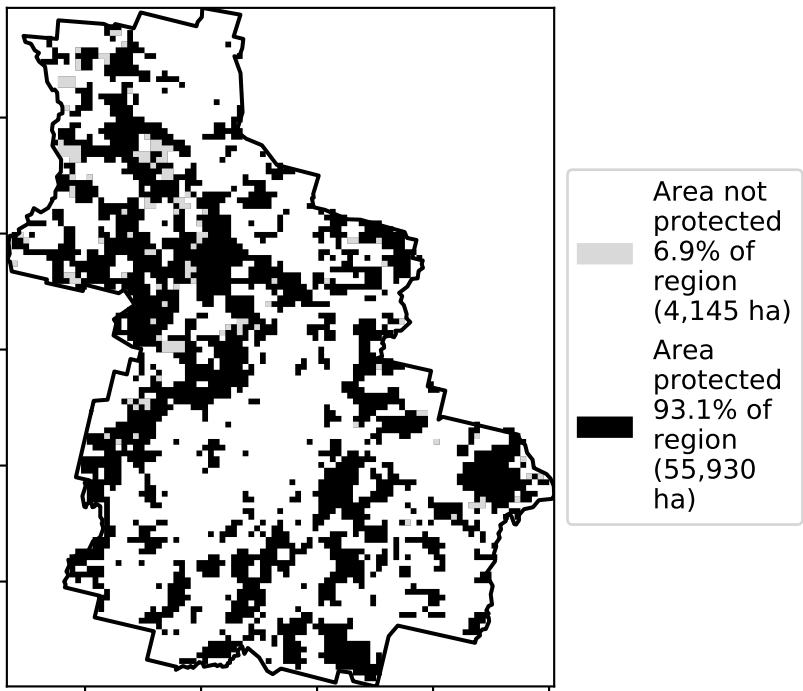 Area not
protected
6.9% of
region
(4,145 ha)
Area
protected
93.1% of
region
(55,930
ha)